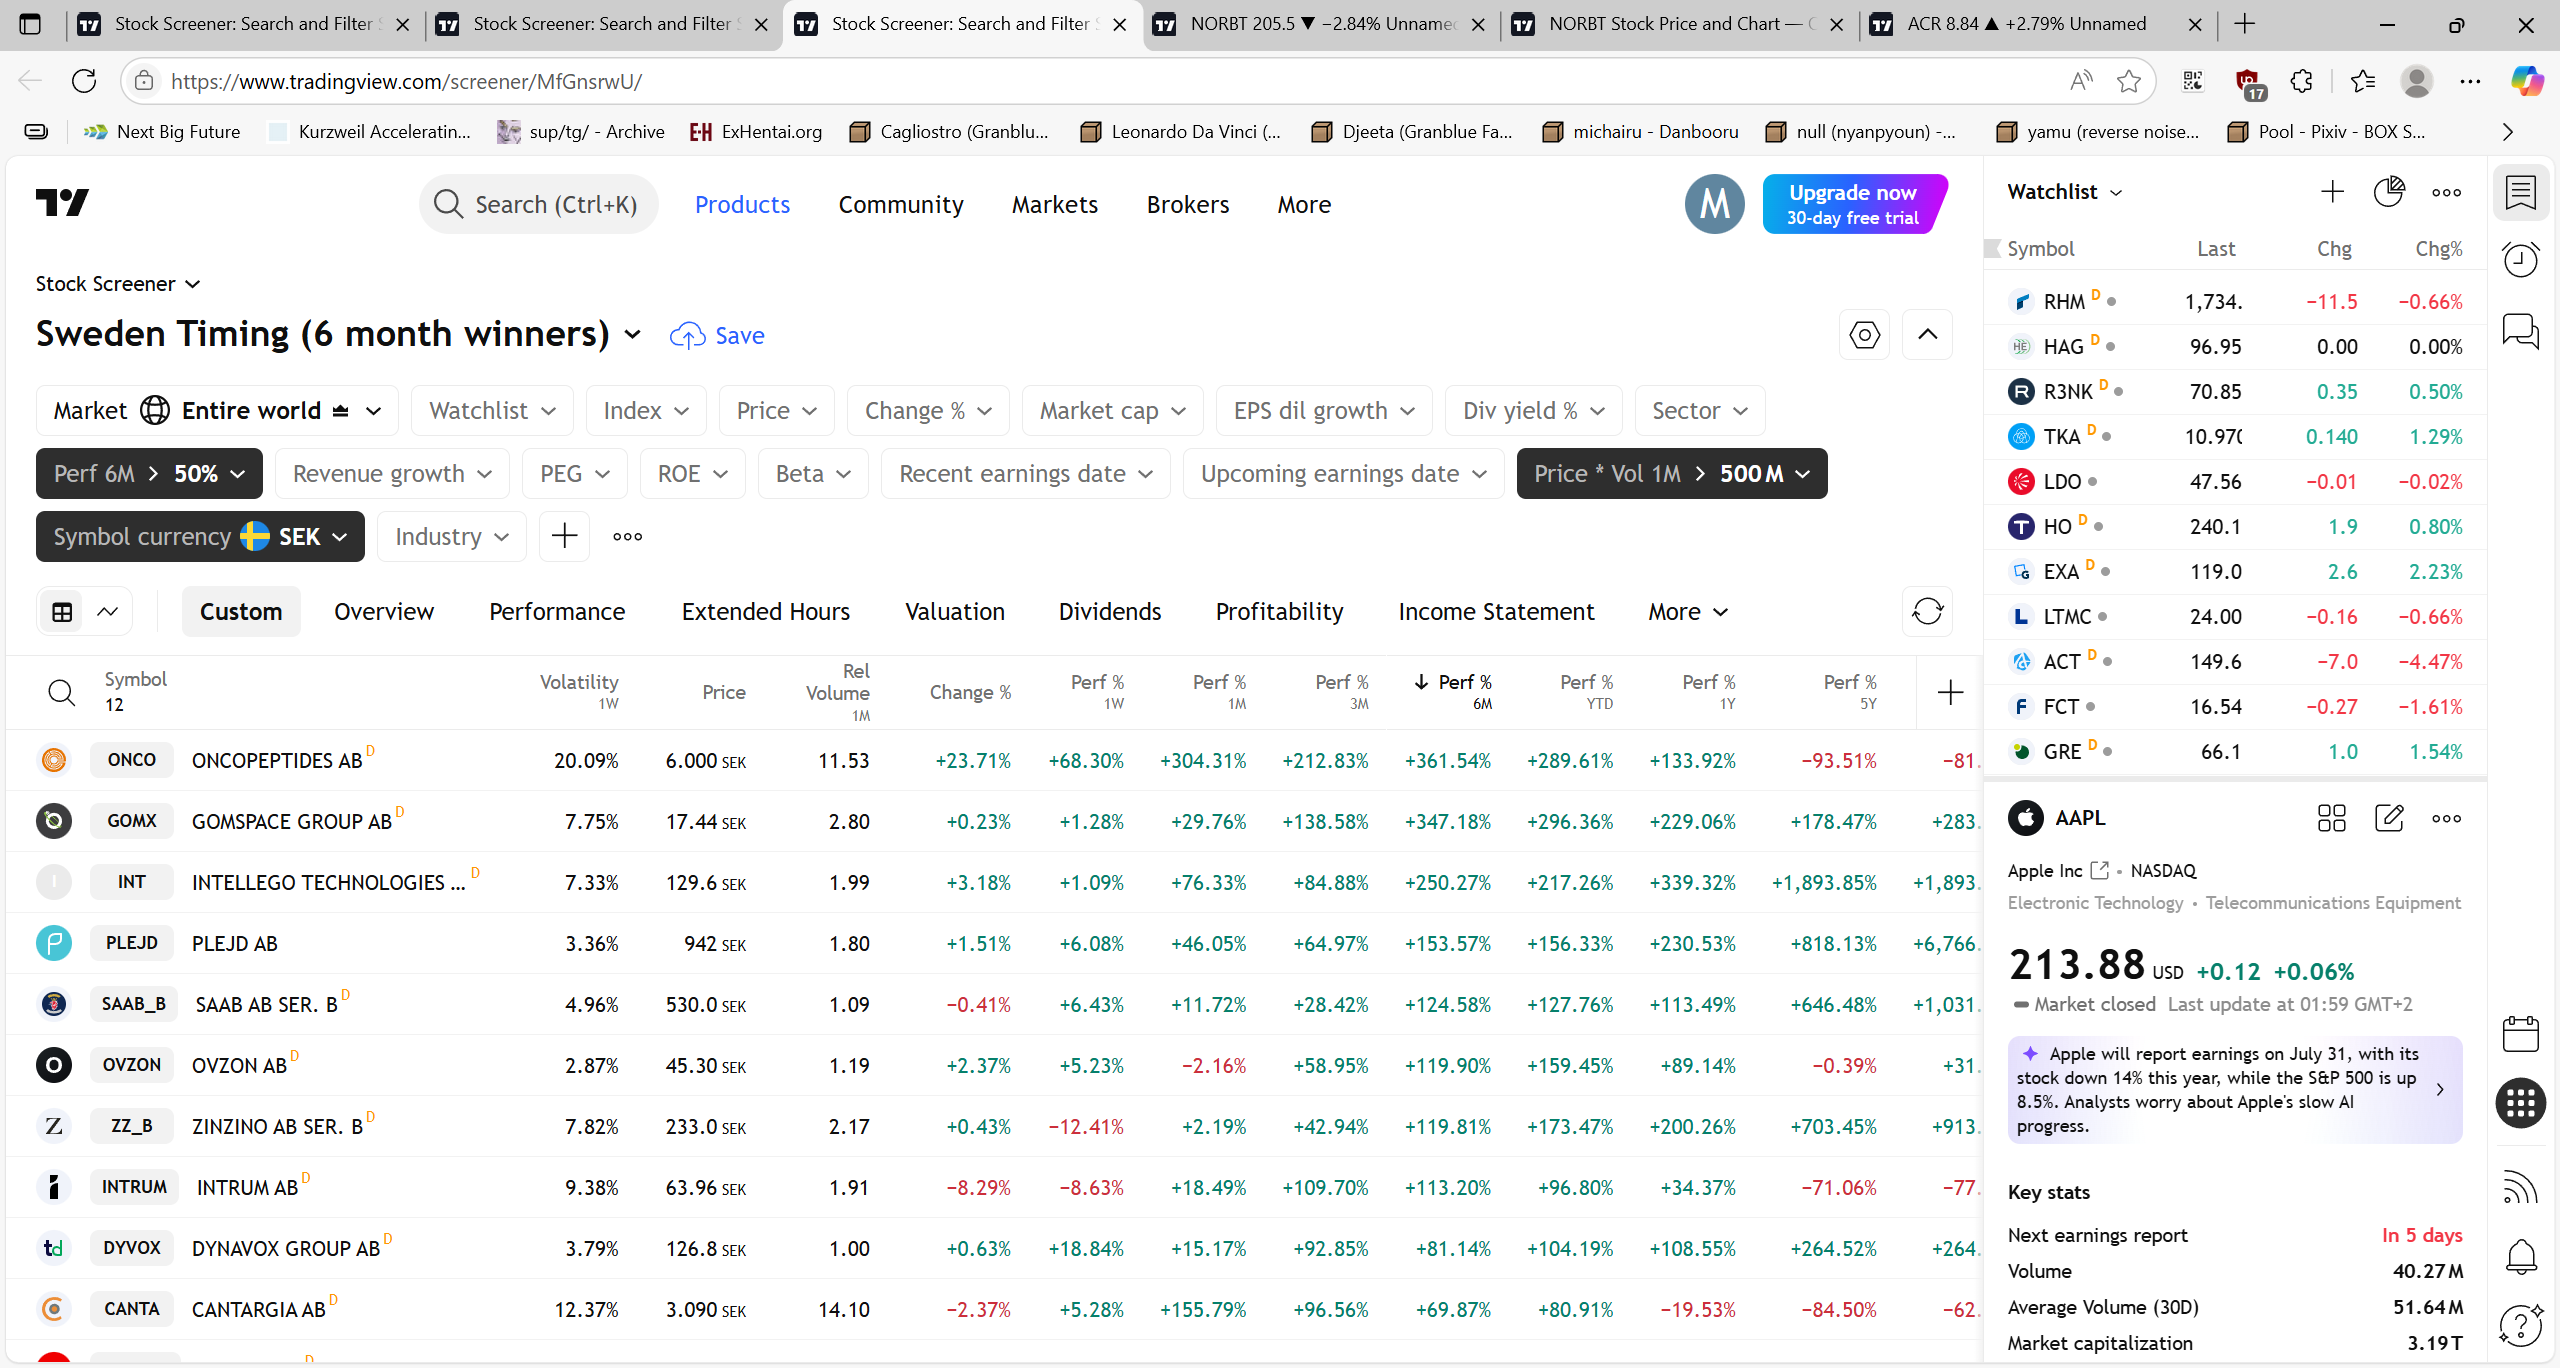 Stock Screener: Search and Filter S
Stock Screener: Search and Filter S
Stock Screener: Search and Filter S
NORBT 205.5 ▼ −2.84% Unnamed
NORBT Stock Price and Chart — 
ACR 8.84 ▲ +2.79% Unnamed
https://www.tradingview.com/screener/MfGnsrwU/
17
Next Big Future
Kurzweil Acceleratin...
sup/tg/ - Archive
ExHentai.org
Cagliostro (Granblu...
Leonardo Da Vinci (...
Djeeta (Granblue Fa...
michairu - Danbooru
null (nyanpyoun) -...
yamu (reverse noise...
Pool - Pixiv - BOX S...
Search (Ctrl+K)
Products
Community
Markets
Brokers
More
M
Upgrade now
30-day free trial
Stock Screener
Sweden Timing (6 month winners)
Save
Market Entire world
Watchlist
Index
Price
Change %
Market cap
EPS dil growth
Div yield %
Sector
Perf 6M > 50%
Revenue growth
PEG
ROE
Beta
Recent earnings date
Upcoming earnings date
Price * Vol 1M > 500 M
Symbol currency SEK
Industry
Custom
Overview
Performance
Extended Hours
Valuation
Dividends
Profitability
Income Statement
More
Symbol 12 Volatility 1W Price Rel Volume 1M Change % Perf % 1W Perf % 1M Perf % 3M ↓ Perf % 6M Perf % YTD Perf % 1Y Perf % 5Y
ONCO ONCOPEPTIDES AB D 20.09% 6.000 SEK 11.53 +23.71% +68.30% +304.31% +212.83% +361.54% +289.61% +133.92% −93.51% −81.
GOMX GOMSPACE GROUP AB D 7.75% 17.44 SEK 2.80 +0.23% +1.28% +29.76% +138.58% +347.18% +296.36% +229.06% +178.47% +283.
INT INTELLEGO TECHNOLOGIES ... D 7.33% 129.6 SEK 1.99 +3.18% +1.09% +76.33% +84.88% +250.27% +217.26% +339.32% +1,893.85% +1,893.
PLEJD PLEJD AB 3.36% 942 SEK 1.80 +1.51% +6.08% +46.05% +64.97% +153.57% +156.33% +230.53% +818.13% +6,766.
SAAB_B SAAB AB SER. B D 4.96% 530.0 SEK 1.09 −0.41% +6.43% +11.72% +28.42% +124.58% +127.76% +113.49% +646.48% +1,031.
OVZON OVZON AB D 2.87% 45.30 SEK 1.19 +2.37% +5.23% −2.16% +58.95% +119.90% +159.45% +89.14% −0.39% +31.
ZZ_B ZINZINO AB SER. B D 7.82% 233.0 SEK 2.17 +0.43% −12.41% +2.19% +42.94% +119.81% +173.47% +200.26% +703.45% +913.
INTRUM INTRUM AB D 9.38% 63.96 SEK 1.91 −8.29% −8.63% +18.49% +109.70% +113.20% +96.80% +34.37% −71.06% −77.
DYVOX DYNAVOX GROUP AB D 3.79% 126.8 SEK 1.00 +0.63% +18.84% +15.17% +92.85% +81.14% +104.19% +108.55% +264.52% +264.
CANTA CANTARGIA AB D 12.37% 3.090 SEK 14.10 −2.37% +5.28% +155.79% +96.56% +69.87% +80.91% −19.53% −84.50% −62.
Watchlist
Symbol Last Chg Chg%
RHM D 1,734. −11.5 −0.66%
HAG D 96.95 0.00 0.00%
R3NK D 70.85 0.35 0.50%
TKA D 10.970 0.140 1.29%
LDO 47.56 −0.01 −0.02%
HO D 240.1 1.9 0.80%
EXA D 119.0 2.6 2.23%
LTMC 24.00 −0.16 −0.66%
ACT D 149.6 −7.0 −4.47%
FCT 16.54 −0.27 −1.61%
GRE D 66.1 1.0 1.54%
AAPL
Apple Inc • NASDAQ
Electronic Technology • Telecommunications Equipment
213.88 USD +0.12 +0.06%
Market closed Last update at 01:59 GMT+2
Apple will report earnings on July 31, with its
stock down 14% this year, while the S&P 500 is up
8.5%. Analysts worry about Apple's slow AI
progress.
Key stats
Next earnings report In 5 days
Volume 40.27 M
Average Volume (30D) 51.64 M
Market capitalization 3.19 T